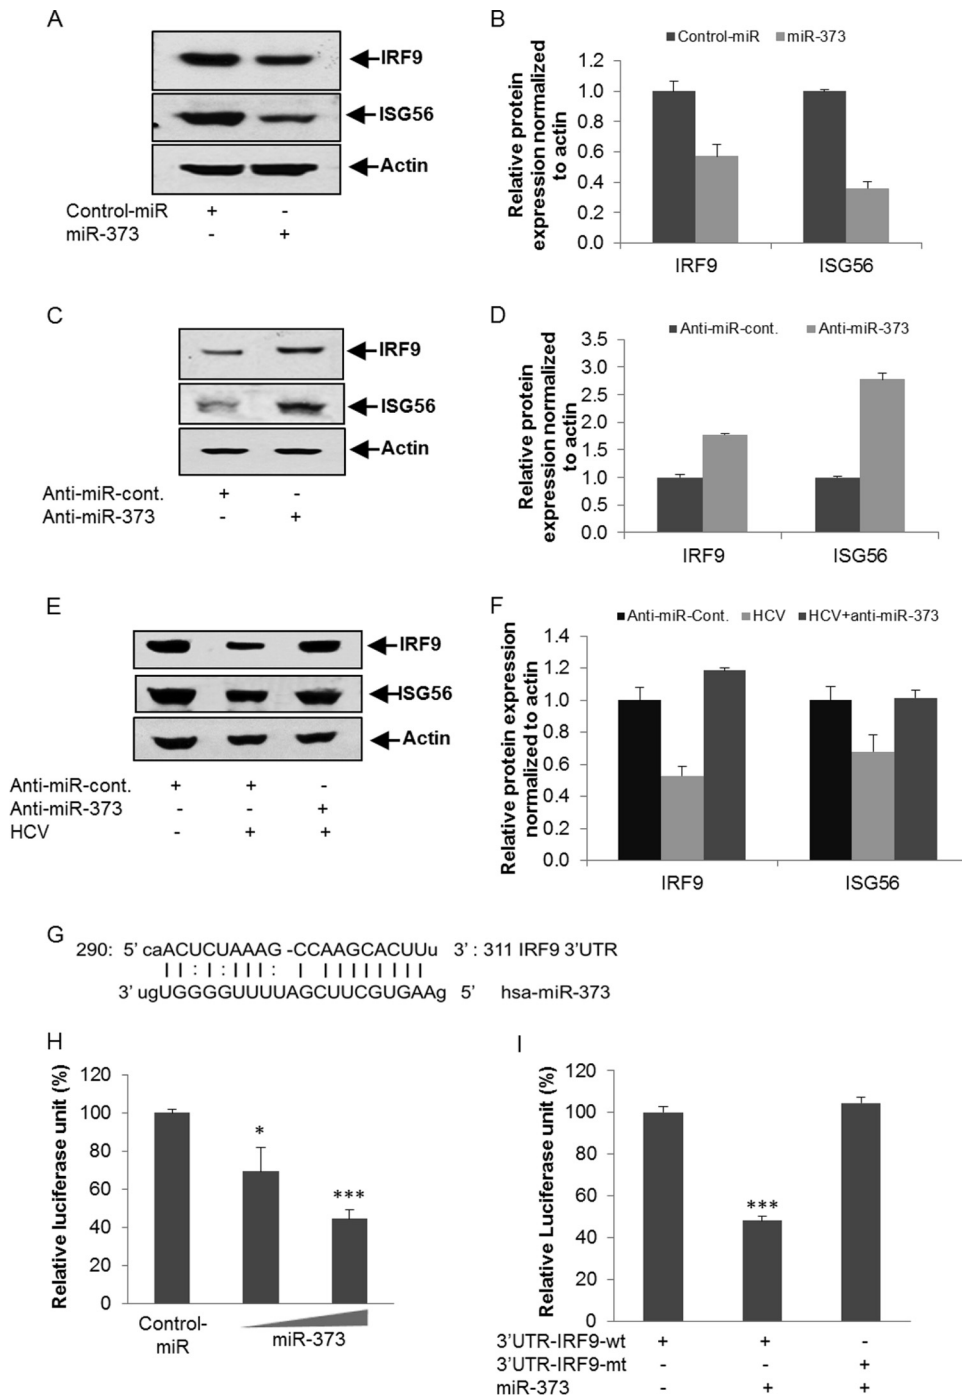 A
IRF9
ISG56
Actin
Control-miR + -
miR-373 - +
B
Control-miR miR-373
Relative protein
expression normalized
to actin
1.2
1.0
0.8
0.6
0.4
0.2
0.0
IRF9 ISG56
C
IRF9
ISG56
Actin
Anti-miR-cont. + -
Anti-miR-373 - +
D
Anti-miR-cont. Anti-miR-373
Relative protein
expression normalized
to actin
3.5
3.0
2.5
2.0
1.5
1.0
0.5
0.0
IRF9 ISG56
E
IRF9
ISG56
Actin
Anti-miR-cont. + + -
Anti-miR-373 - - +
HCV - + +
F
Anti-miR-Cont. HCV HCV+anti-miR-373
Relative protein expression
normalized to actin
1.4
1.2
1.0
0.8
0.6
0.4
0.2
0.0
IRF9 ISG56
G
290: 5' caACUCUAAAG -CCAAGCACUUu 3' : 311 IRF9 3'UTR
| | : | : | | | : | | | | | | | | |
3' ugUGGGGUUUUAGCUUCGUGAAg 5' hsa-miR-373
H
Relative luciferase unit (%)
120
100
80
60
40
20
0
*
***
Control-
miR
miR-373
I
Relative Luciferase unit (%)
120
100
80
60
40
20
0
***
3'UTR-IRF9-wt + + -
3'UTR-IRF9-mt - - +
miR-373 - + +